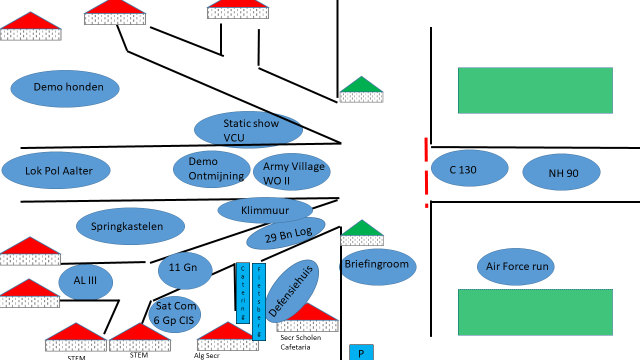 Demo honden
Static show
VCU
Lok Pol Aalter
Demo
Ontmijning
Army Village
WO II
C 130
NH 90
Klimmuur
Springkastelen
29 Bn Log
AL III
11 Gn
Catering
Fietsberg
Defensiehuis
Briefingroom
Air Force run
Sat Com
6 Gp CIS
Secr Scholen
Cafetaria
STEM
STEM
Alg Secr
P